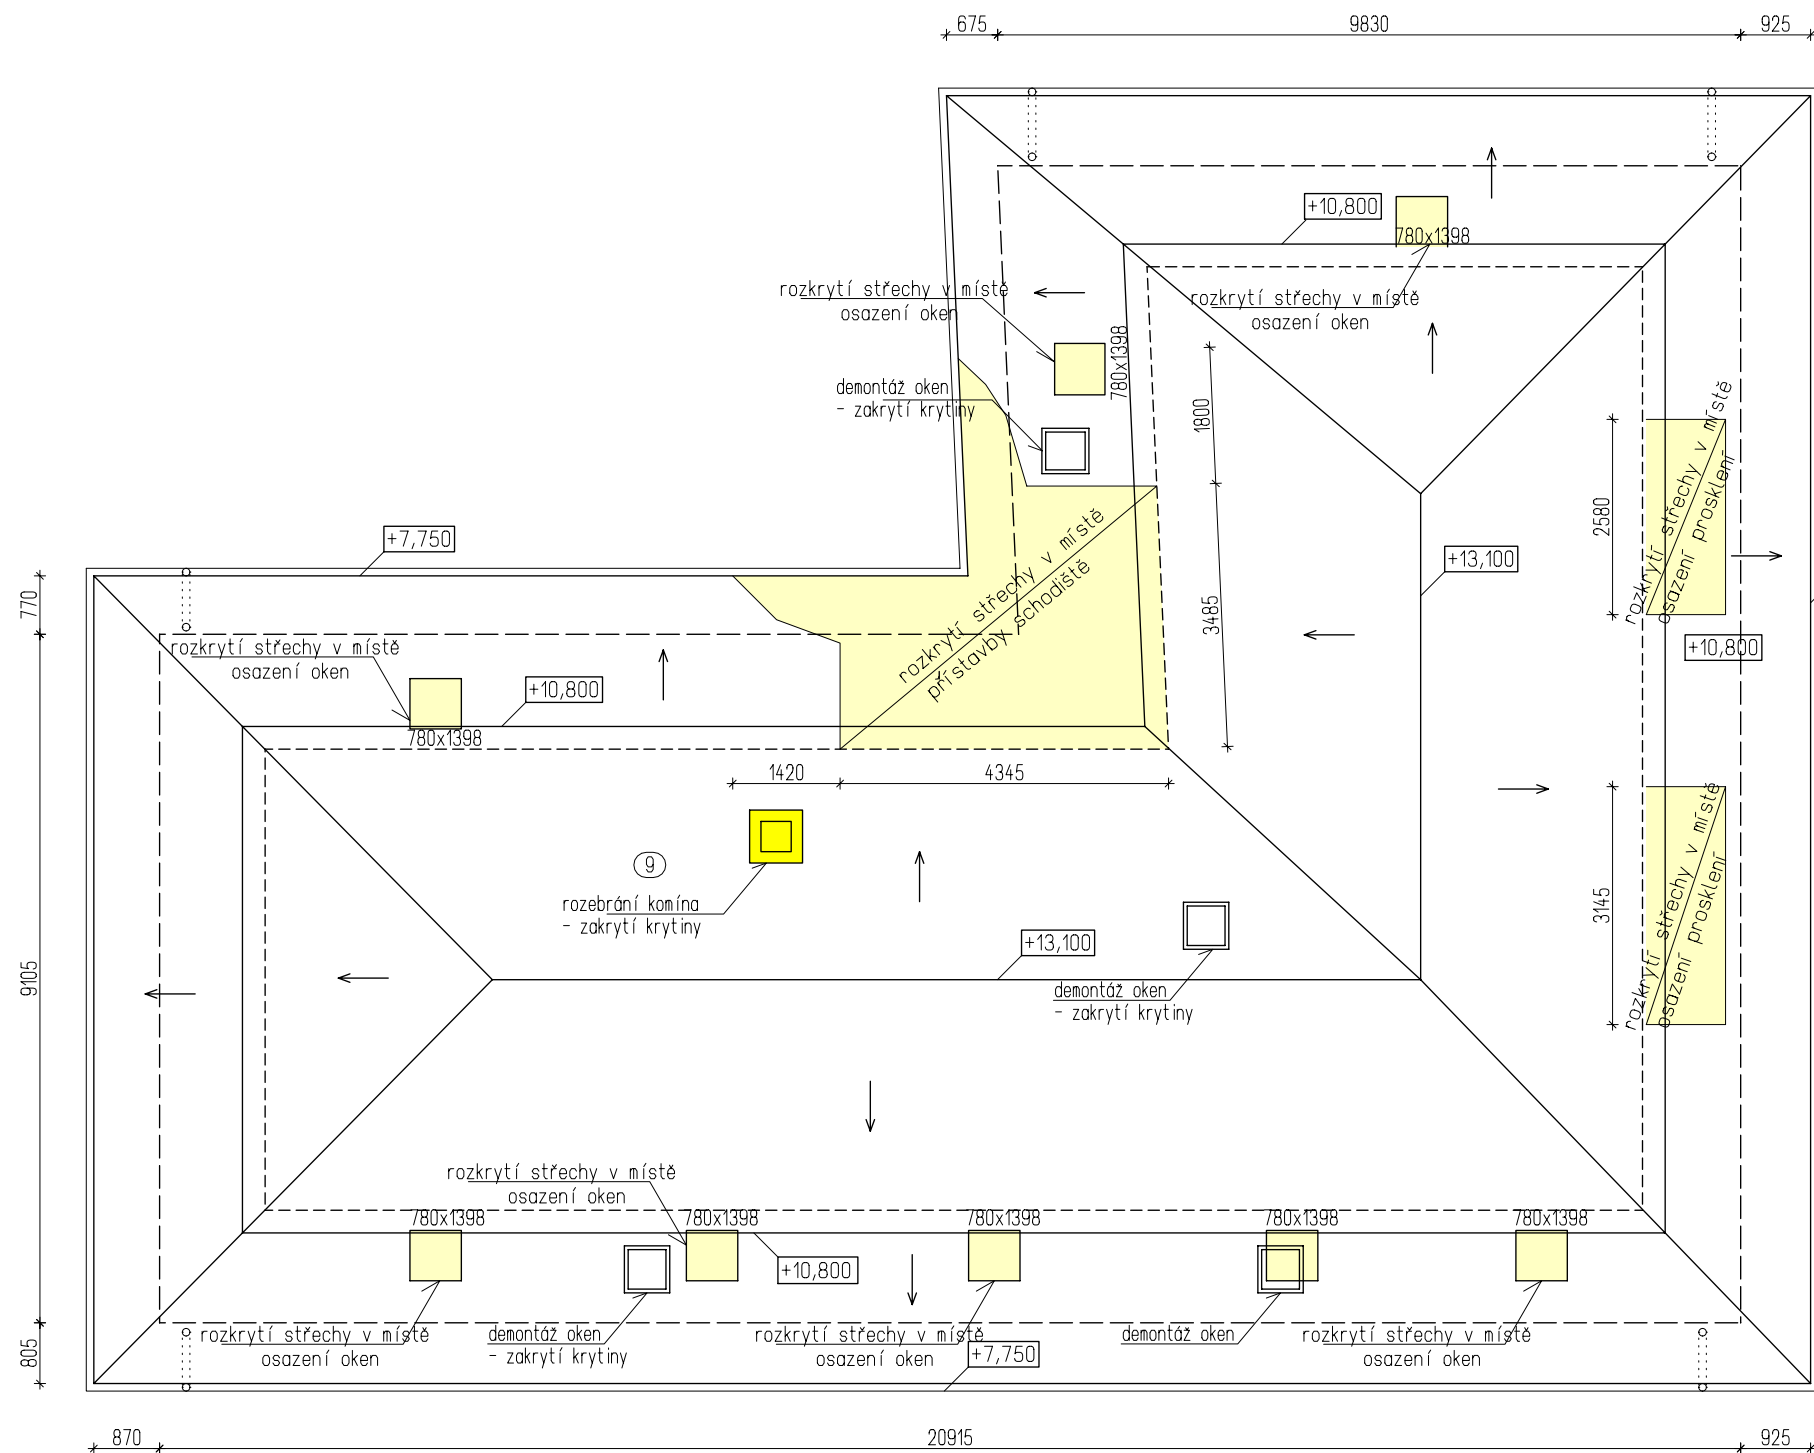 675
9830
925
+10,800
780x1398
rozkrytí střechy v místě
osazení oken
rozkrytí střechy v místě
osazení oken
780x1398
demontáž oken
- zakrytí krytiny
1800
2580
rozkrytí střechy v místě
osazení prosklení
+7,750
+13,100
770
rozkrytí střechy v místě
přístavby schodiště
3485
+10,800
rozkrytí střechy v místě
osazení oken
+10,800
780x1398
1420
4345
9
rozebrání komína
- zakrytí krytiny
3145
rozkrytí střechy v místě
osazení prosklení
+13,100
9105
demontáž oken
- zakrytí krytiny
rozkrytí střechy v místě
osazení oken
780x1398
780x1398
780x1398
780x1398
780x1398
+10,800
805
rozkrytí střechy v místě
osazení oken
demontáž oken
- zakrytí krytiny
rozkrytí střechy v místě
osazení oken
+7,750
demontáž oken
rozkrytí střechy v místě
osazení oken
870
20915
925